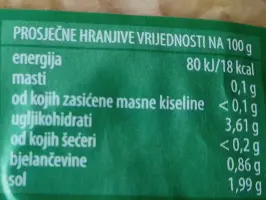 PROSJEČNE HRANJIVE VRIJEDNOSTI NA 100 g
energija 80 kJ/18 kcal
masti 0,1 g
od kojih zasićene masne kiseline < 0,1 g
ugljikohidrati 3,61 g
od kojih šećeri < 0,2 g
bjelančevine 0,86 g
sol 1,99 g